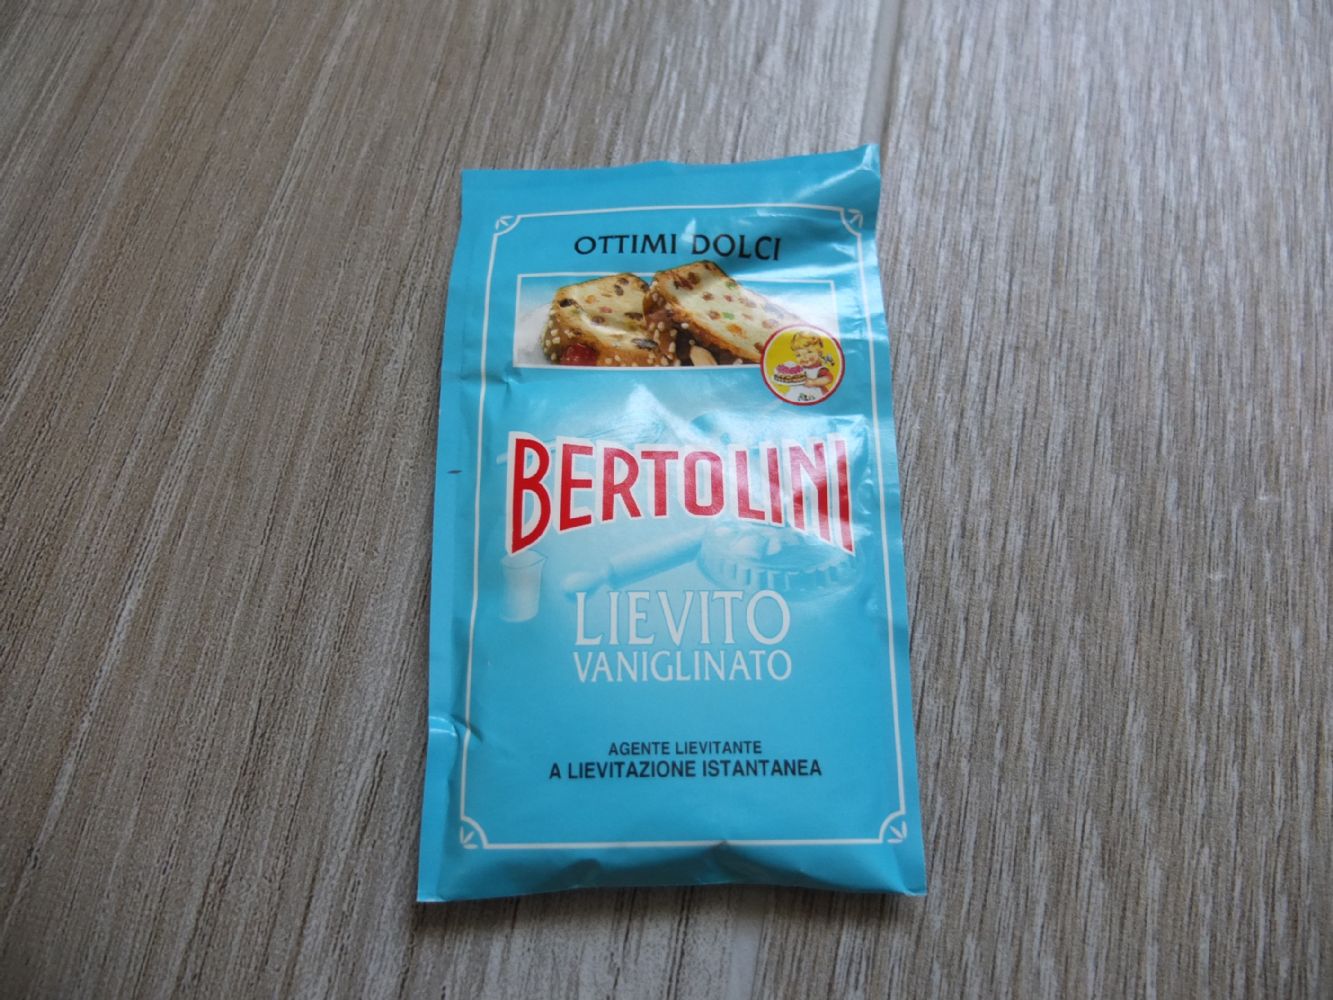 OTTIMI DOLCI
BERTOLINI
LIEVITO
VANIGLINATO
AGENTE LIEVITANTE
A LIEVITAZIONE ISTANTANEA